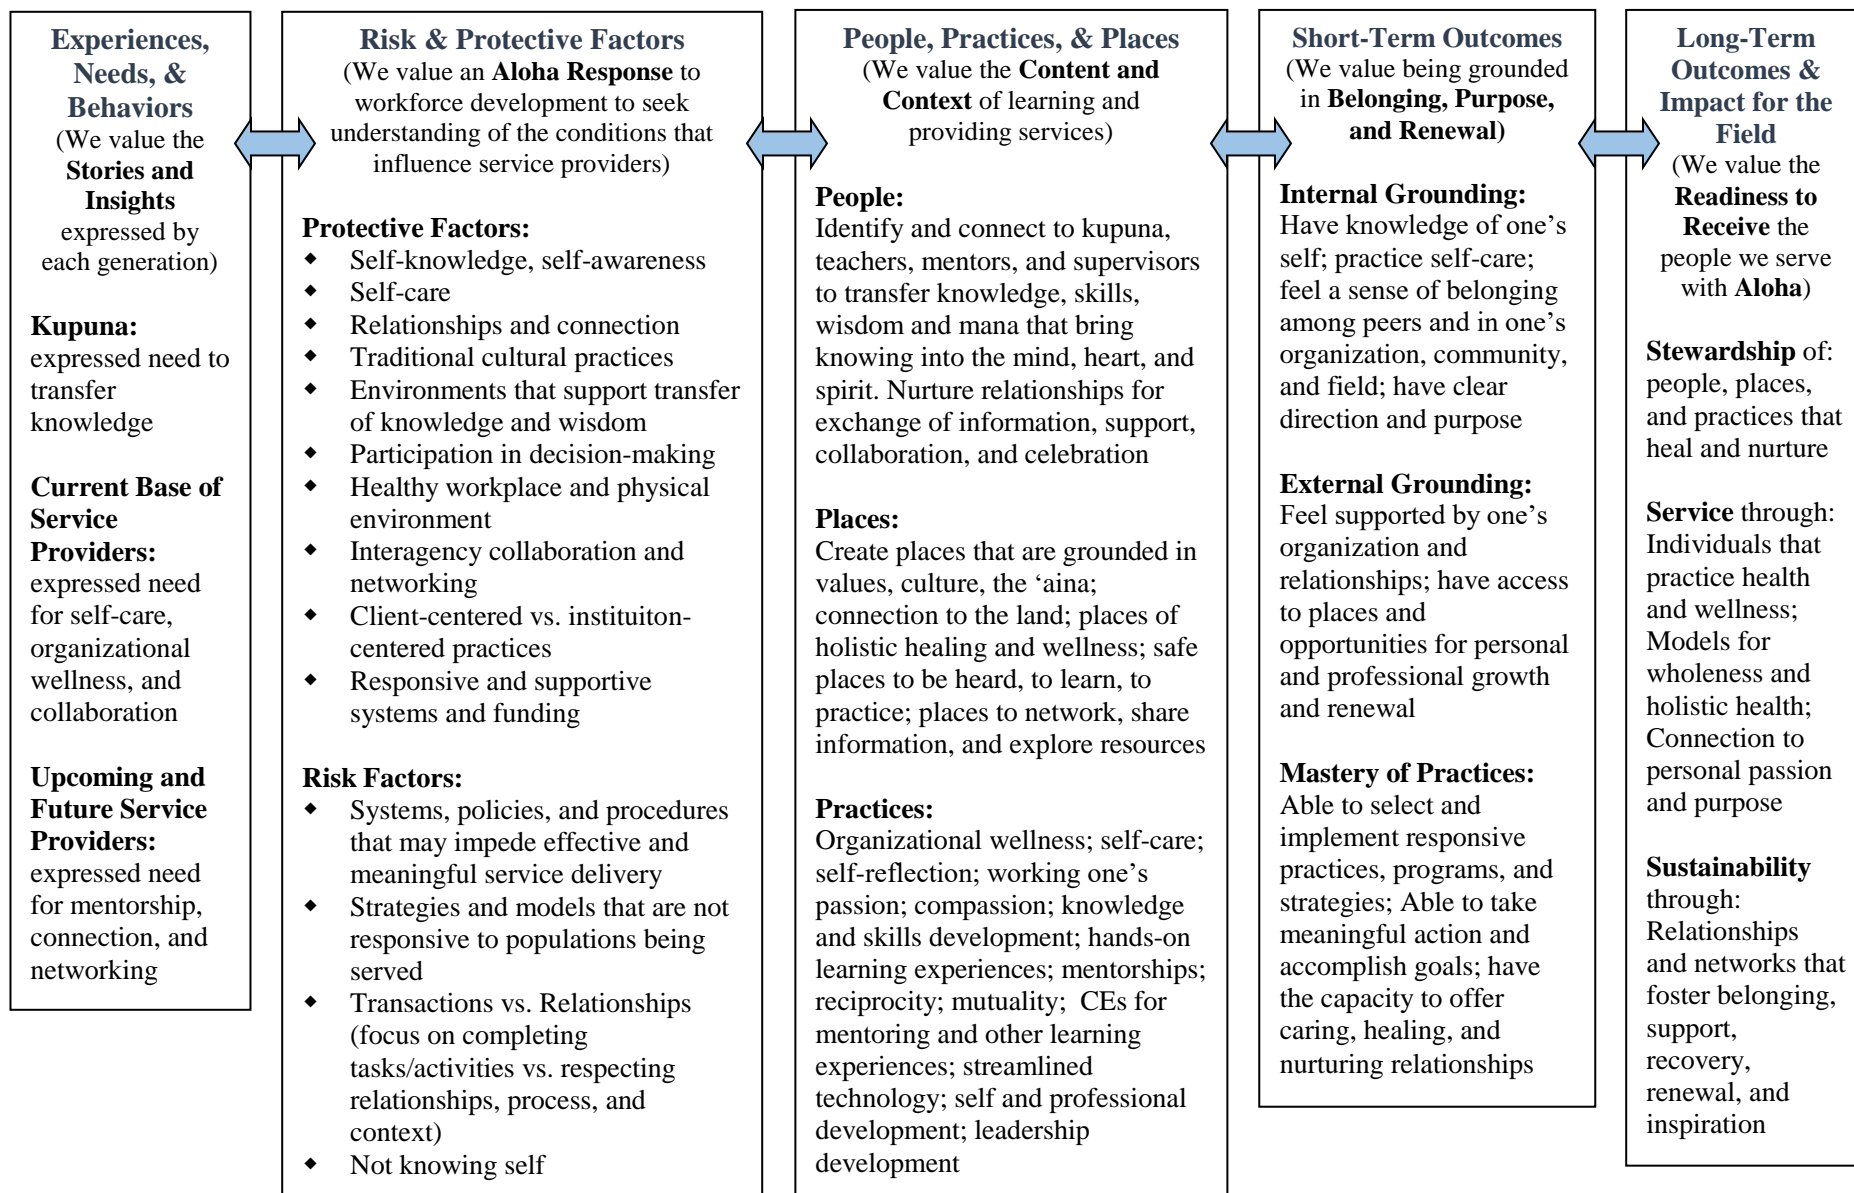 Experiences,
Needs, &
Behaviors
(We value the
Stories and
Insights
expressed by
each generation)
Kupuna:
expressed need to
transfer
knowledge
Current Base of
Service
Providers:
expressed need
for self-care,
organizational
wellness, and
collaboration
Upcoming and
Future Service
Providers:
expressed need
for mentorship,
connection, and
networking
Risk & Protective Factors
(We value an Aloha Response to
workforce development to seek
understanding of the conditions that
influence service providers)
Protective Factors:
◆ Self-knowledge, self-awareness
◆ Self-care
◆ Relationships and connection
◆ Traditional cultural practices
◆ Environments that support transfer
of knowledge and wisdom
◆ Participation in decision-making
◆ Healthy workplace and physical
environment
◆ Interagency collaboration and
networking
◆ Client-centered vs. instituiton-
centered practices
◆ Responsive and supportive
systems and funding
Risk Factors:
◆ Systems, policies, and procedures
that may impede effective and
meaningful service delivery
◆ Strategies and models that are not
responsive to populations being
served
◆ Transactions vs. Relationships
(focus on completing
tasks/activities vs. respecting
relationships, process, and
context)
◆ Not knowing self
People, Practices, & Places
(We value the Content and
Context of learning and
providing services)
People:
Identify and connect to kupuna,
teachers, mentors, and supervisors
to transfer knowledge, skills,
wisdom and mana that bring
knowing into the mind, heart, and
spirit. Nurture relationships for
exchange of information, support,
collaboration, and celebration
Places:
Create places that are grounded in
values, culture, the ‘aina;
connection to the land; places of
holistic healing and wellness; safe
places to be heard, to learn, to
practice; places to network, share
information, and explore resources
Practices:
Organizational wellness; self-care;
self-reflection; working one’s
passion; compassion; knowledge
and skills development; hands-on
learning experiences; mentorships;
reciprocity; mutuality; CEs for
mentoring and other learning
experiences; streamlined
technology; self and professional
development; leadership
development
Short-Term Outcomes
(We value being grounded
in Belonging, Purpose,
and Renewal)
Internal Grounding:
Have knowledge of one’s
self; practice self-care;
feel a sense of belonging
among peers and in one’s
organization, community,
and field; have clear
direction and purpose
External Grounding:
Feel supported by one’s
organization and
relationships; have access
to places and
opportunities for personal
and professional growth
and renewal
Mastery of Practices:
Able to select and
implement responsive
practices, programs, and
strategies; Able to take
meaningful action and
accomplish goals; have
the capacity to offer
caring, healing, and
nurturing relationships
Long-Term
Outcomes &
Impact for the
Field
(We value the
Readiness to
Receive the
people we serve
with Aloha)
Stewardship of:
people, places,
and practices that
heal and nurture
Service through:
Individuals that
practice health
and wellness;
Models for
wholeness and
holistic health;
Connection to
personal passion
and purpose
Sustainability
through:
Relationships
and networks that
foster belonging,
support,
recovery,
renewal, and
inspiration